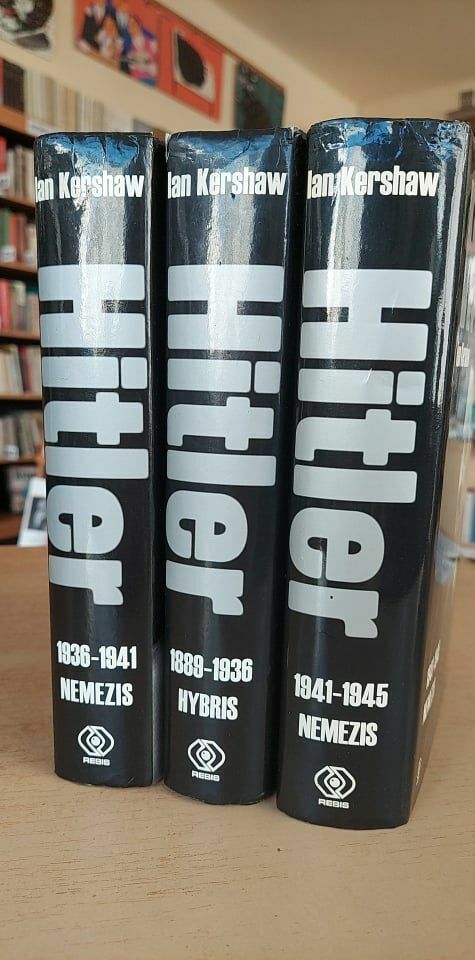 Ian Kershaw
Hitler
1936-1941
NEMEZIS
REBIS
Ian Kershaw
Hitler
1889-1936
HYBRIS
REBIS
Ian Kershaw
Hitler
1941-1945
NEMEZIS
REBIS